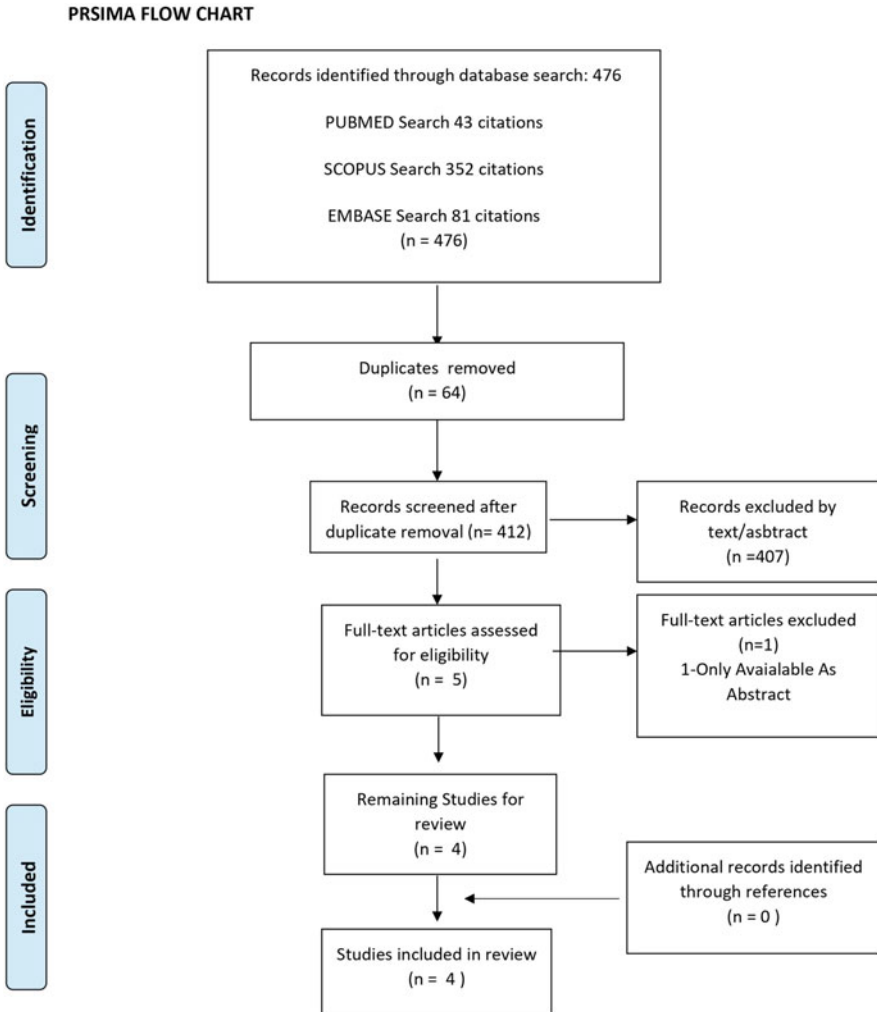 PRSIMA FLOW CHART
Identification
Records identified through database search: 476
PUBMED Search 43 citations
SCOPUS Search 352 citations
EMBASE Search 81 citations
(n = 476)
Screening
Duplicates removed
(n = 64)
Records screened after
duplicate removal (n= 412)
Records excluded by
text/asbtract
(n =407)
Eligibility
Full-text articles assessed
for eligibility
(n = 5)
Full-text articles excluded
(n=1)
1-Only Avaialable As
Abstract
Included
Remaining Studies for
review
(n = 4)
Additional records identified
through references
(n = 0 )
Studies included in review
(n = 4 )